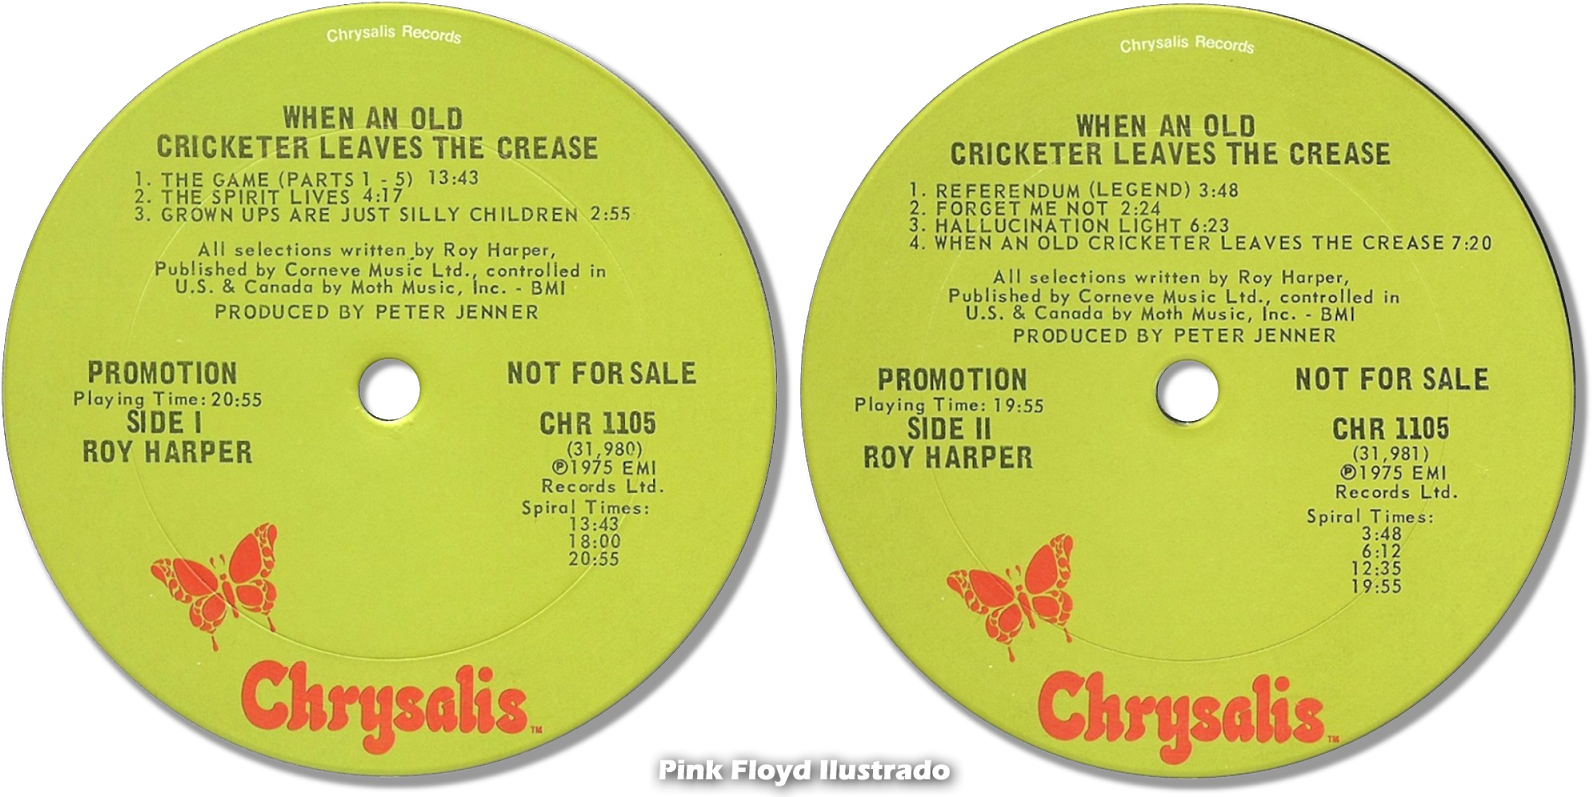 Chrysalis Records
WHEN AN OLD
CRICKETER LEAVES THE CREASE
1. THE GAME (PARTS 1 - 5) 13:43
2. THE SPIRIT LIVES 4:17
3. GROWN UPS ARE JUST SILLY CHILDREN 2:55
All selections written by Roy Harper,
Published by Corneve Music Ltd., controlled in
U.S. & Canada by Moth Music, Inc. - BMI
PRODUCED BY PETER JENNER
PROMOTION
Playing Time: 20:55
SIDE I
ROY HARPER
NOT FOR SALE
CHR 1105
(31,980)
℗1975 EMI
Records Ltd.
Spiral Times:
13:43
18:00
20:55
Chrysalis TM
Chrysalis Records
WHEN AN OLD
CRICKETER LEAVES THE CREASE
1. REFERENDUM (LEGEND) 3:48
2. FORGET ME NOT 2:24
3. HALLUCINATION LIGHT 6:23
4. WHEN AN OLD CRICKETER LEAVES THE CREASE 7:20
All selections written by Roy Harper,
Published by Corneve Music Ltd., controlled in
U.S. & Canada by Moth Music, Inc. - BMI
PRODUCED BY PETER JENNER
PROMOTION
Playing Time: 19:55
SIDE II
ROY HARPER
NOT FOR SALE
CHR 1105
(31,981)
℗1975 EMI
Records Ltd.
Spiral Times:
3:48
6:12
12:35
19:55
Chrysalis TM
Pink Floyd Ilustrado